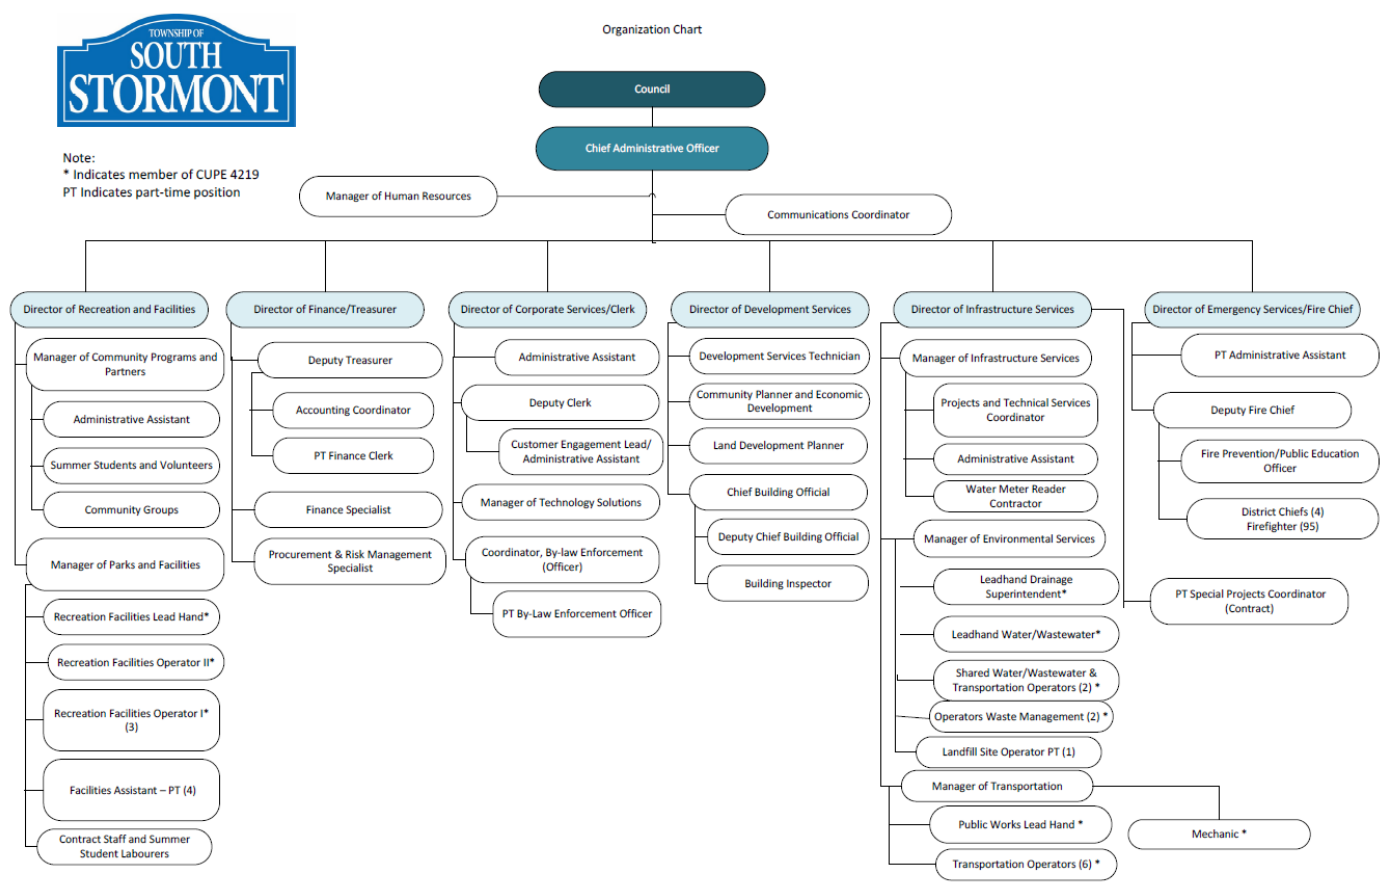 TOWNSHIP OF
SOUTH
STORMONT
Organization Chart
Council
Chief Administrative Officer
Note:
* Indicates member of CUPE 4219
PT Indicates part-time position
Manager of Human Resources
Communications Coordinator
Director of Recreation and Facilities
Manager of Community Programs and
Partners
Administrative Assistant
Summer Students and Volunteers
Community Groups
Manager of Parks and Facilities
Recreation Facilities Lead Hand*
Recreation Facilities Operator II*
Recreation Facilities Operator I*
(3)
Facilities Assistant – PT (4)
Contract Staff and Summer
Student Labourers
Director of Finance/Treasurer
Deputy Treasurer
Accounting Coordinator
PT Finance Clerk
Finance Specialist
Procurement & Risk Management
Specialist
Director of Corporate Services/Clerk
Administrative Assistant
Deputy Clerk
Customer Engagement Lead/
Administrative Assistant
Manager of Technology Solutions
Coordinator, By-law Enforcement
(Officer)
PT By-Law Enforcement Officer
Director of Development Services
Development Services Technician
Community Planner and Economic
Development
Land Development Planner
Chief Building Official
Deputy Chief Building Official
Building Inspector
Director of Infrastructure Services
Manager of Infrastructure Services
Projects and Technical Services
Coordinator
Administrative Assistant
Water Meter Reader
Contractor
Manager of Environmental Services
Leadhand Drainage
Superintendent*
Leadhand Water/Wastewater*
Shared Water/Wastewater &
Transportation Operators (2) *
Operators Waste Management (2) *
Landfill Site Operator PT (1)
Manager of Transportation
Public Works Lead Hand *
Transportation Operators (6) *
Mechanic *
PT Special Projects Coordinator
(Contract)
Director of Emergency Services/Fire Chief
PT Administrative Assistant
Deputy Fire Chief
Fire Prevention/Public Education
Officer
District Chiefs (4)
Firefighter (95)